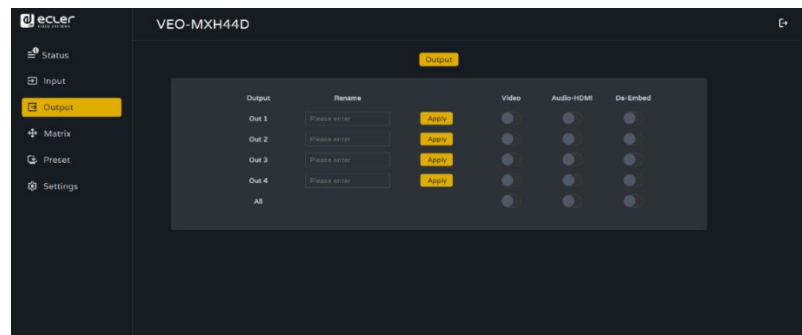 ecler
VEO-MXH44D
Status
Input
Output
Matrix
Preset
Settings
Output
Output Rename Video Audio-HDMI De-Embed
Out 1 Please enter Apply
Out 2 Please enter Apply
Out 3 Please enter Apply
Out 4 Please enter Apply
All